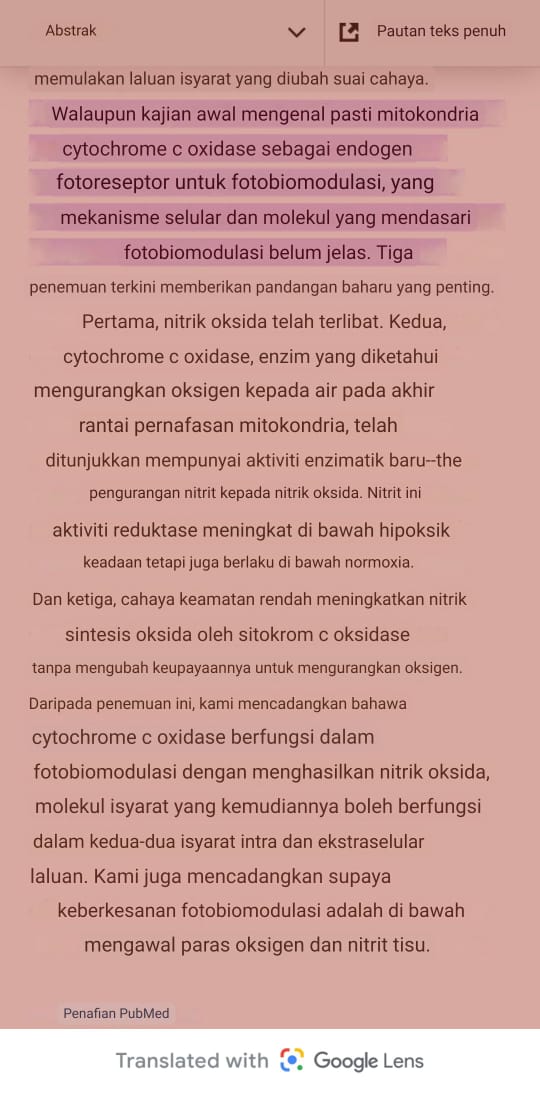 Abstrak
Pautan teks penuh
memulakan laluan isyarat yang diubah suai cahaya.
Walaupun kajian awal mengenal pasti mitokondria
cytochrome c oxidase sebagai endogen
fotoreseptor untuk fotobiomodulasi, yang
mekanisme selular dan molekul yang mendasari
fotobiomodulasi belum jelas. Tiga
penemuan terkini memberikan pandangan baharu yang penting.
Pertama, nitrik oksida telah terlibat. Kedua,
cytochrome c oxidase, enzim yang diketahui
mengurangkan oksigen kepada air pada akhir
rantai pernafasan mitokondria, telah
ditunjukkan mempunyai aktiviti enzimatik baru--the
pengurangan nitrit kepada nitrik oksida. Nitrit ini
aktiviti reduktase meningkat di bawah hipoksik
keadaan tetapi juga berlaku di bawah normoxia.
Dan ketiga, cahaya keamatan rendah meningkatkan nitrik
sintesis oksida oleh sitokrom c oksidase
tanpa mengubah keupayaannya untuk mengurangkan oksigen.
Daripada penemuan ini, kami mencadangkan bahawa
cytochrome c oxidase berfungsi dalam
fotobiomodulasi dengan menghasilkan nitrik oksida,
molekul isyarat yang kemudiannya boleh berfungsi
dalam kedua-dua isyarat intra dan ekstraselular
laluan. Kami juga mencadangkan supaya
keberkesanan fotobiomodulasi adalah di bawah
mengawal paras oksigen dan nitrit tisu.
Penafian PubMed
Translated with Google Lens